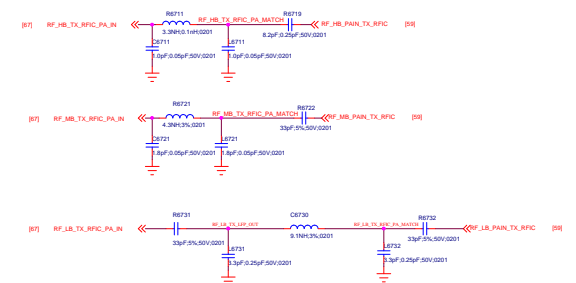 R6711
R6719
[67] RF_HB_TX_RFIC_PA_IN
RF_HB_TX_RFIC_PA_MATCH
RF_HB_PAIN_TX_RFIC [59]
3.3NH;0.1nH;0201
8.2pF;0.25pF;50V;0201
C6711
L6711
1.0pF;0.05pF;50V;0201
1.0pF;0.05pF;50V;0201
R6721
R6722
[67] RF_MB_TX_RFIC_PA_IN
RF_MB_TX_RFIC_PA_MATCH
RF_MB_PAIN_TX_RFIC [59]
4.3NH;3%;0201
33pF;5%;50V;0201
C6721
L6721
1.8pF;0.05pF;50V;0201
1.8pF;0.05pF;50V;0201
R6731
C6730
R6732
[67] RF_LB_TX_RFIC_PA_IN
RF_LB_TX_LFP_OUT
RF_LB_TX_RFIC_PA_MATCH
RF_LB_PAIN_TX_RFIC [59]
33pF;5%;50V;0201
9.1NH;3%;0201
33pF;5%;50V;0201
L6731
L6732
3.3pF;0.25pF;50V;0201
3.3pF;0.25pF;50V;0201